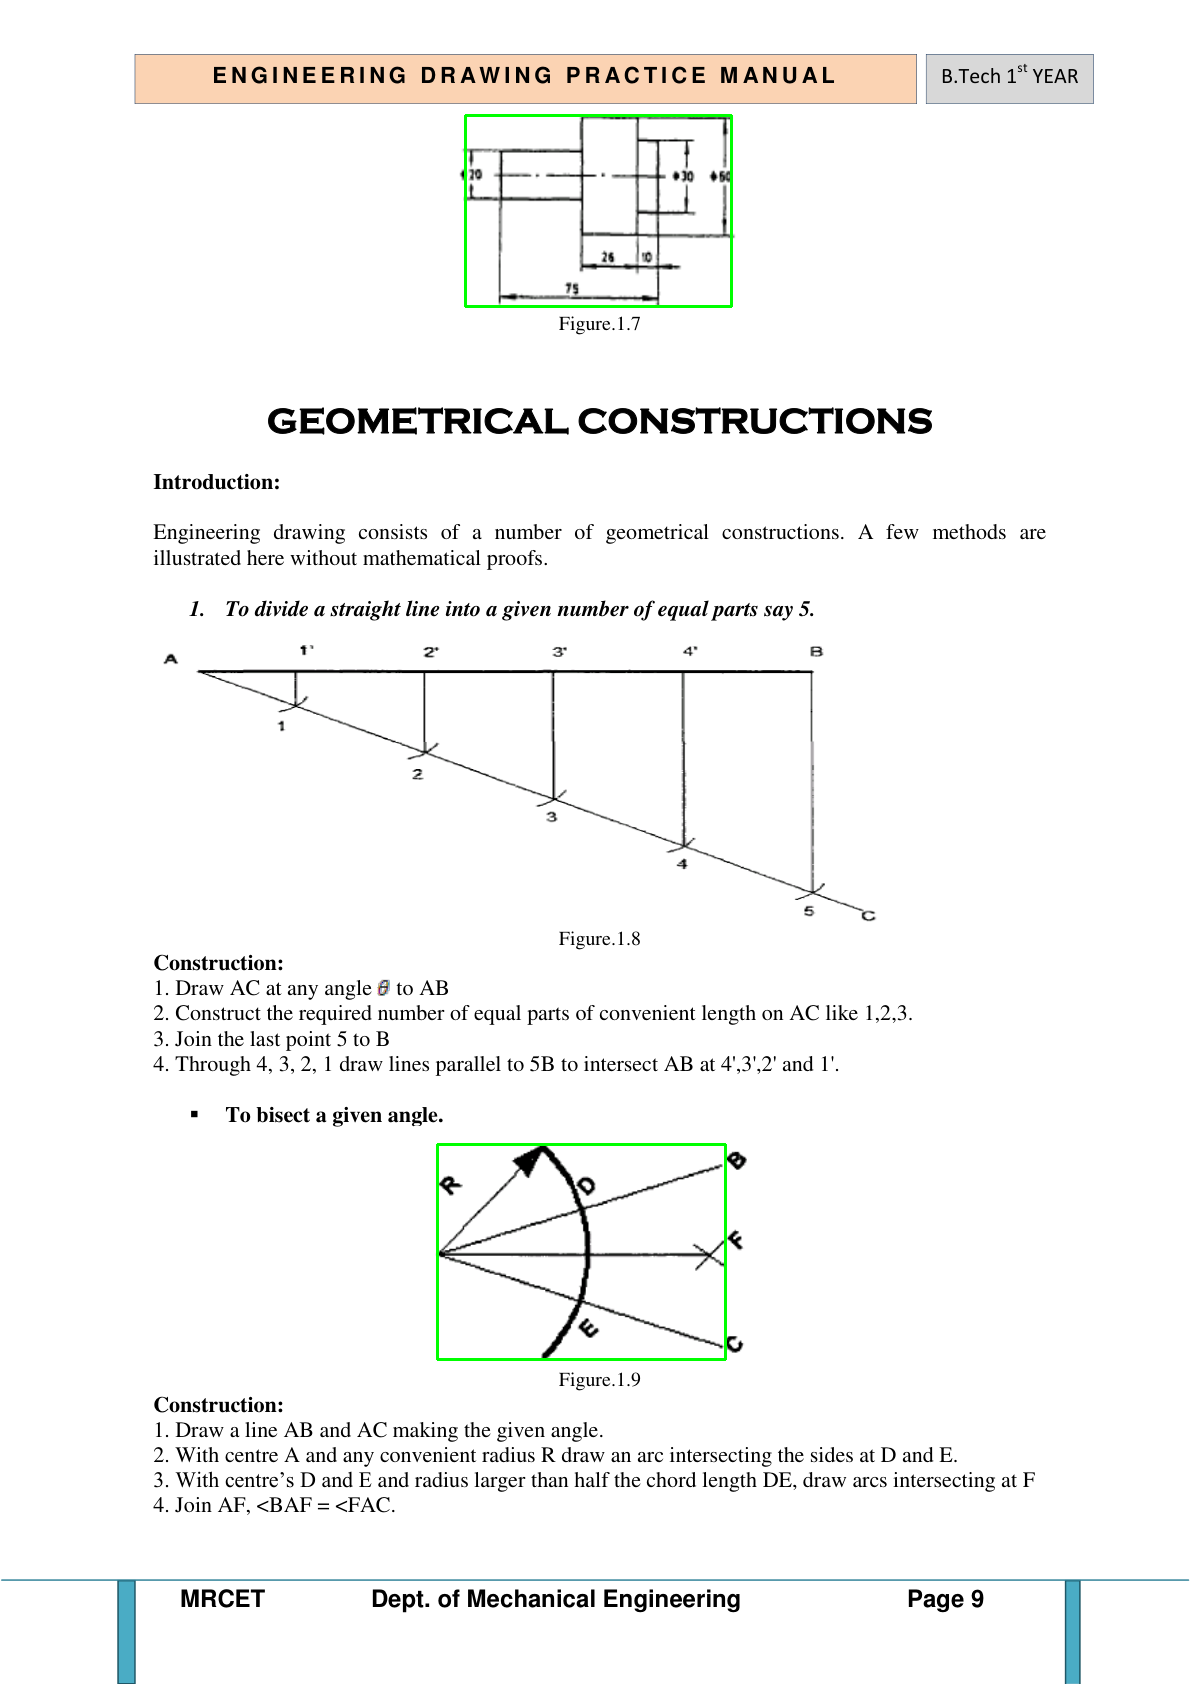 ENGINEERING DRAWING PRACTICE MANUAL
B.Tech 1st YEAR
20
ϕ30
26
10
75
Figure.1.7
GEOMETRICAL CONSTRUCTIONS
Introduction:
Engineering drawing consists of a number of geometrical constructions. A few methods are
illustrated here without mathematical proofs.
1. To divide a straight line into a given number of equal parts say 5.
A 1' 2' 3' 4' B
1
2
3
4
5 C
Figure.1.8
Construction:
1. Draw AC at any angle θ to AB
2. Construct the required number of equal parts of convenient length on AC like 1,2,3.
3. Join the last point 5 to B
4. Through 4, 3, 2, 1 draw lines parallel to 5B to intersect AB at 4',3',2' and 1'.
▪ To bisect a given angle.
B
R D
F
E
C
Figure.1.9
Construction:
1. Draw a line AB and AC making the given angle.
2. With centre A and any convenient radius R draw an arc intersecting the sides at D and E.
3. With centre’s D and E and radius larger than half the chord length DE, draw arcs intersecting at F
4. Join AF, <BAF = <FAC.
MRCET Dept. of Mechanical Engineering Page 9